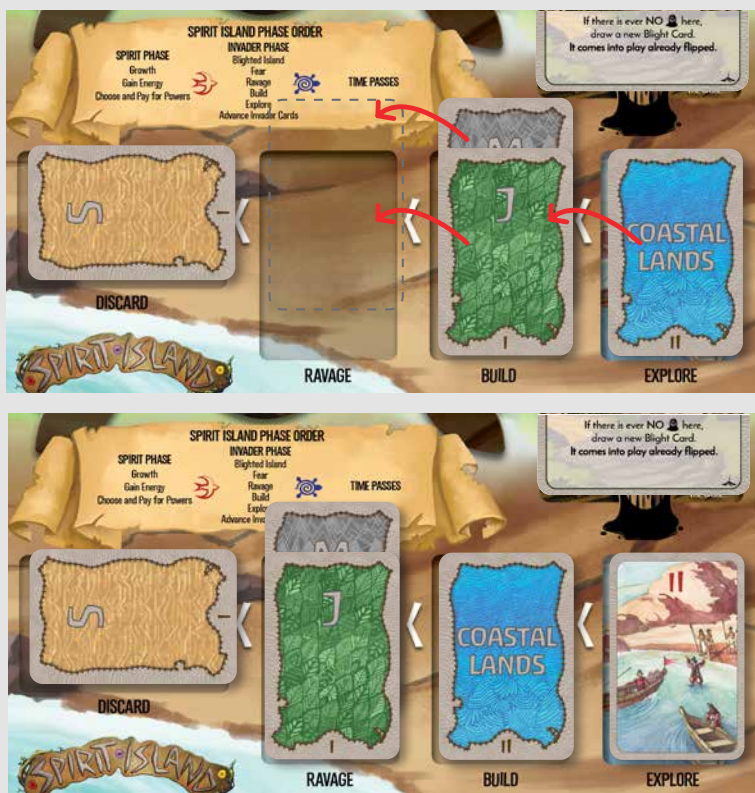 SPIRIT ISLAND PHASE ORDER
SPIRIT PHASE
Growth
Gain Energy
Choose and Pay for Powers
INVADER PHASE
Blighted Island
Fear
Ravage
Build
Explore
Advance Invader Cards
TIME PASSES
If there is ever NO here,
draw a new Blight Card.
It comes into play already flipped.
S
M
J
I
COASTAL
LANDS
II
DISCARD
RAVAGE
BUILD
EXPLORE
SPIRIT ISLAND
SPIRIT ISLAND PHASE ORDER
SPIRIT PHASE
Growth
Gain Energy
Choose and Pay for Powers
INVADER PHASE
Blighted Island
Fear
Ravage
Build
Advance
TIME PASSES
If there is ever NO here,
draw a new Blight Card.
It comes into play already flipped.
S
M
J
I
COASTAL
LANDS
II
II
DISCARD
RAVAGE
BUILD
EXPLORE
SPIRIT ISLAND